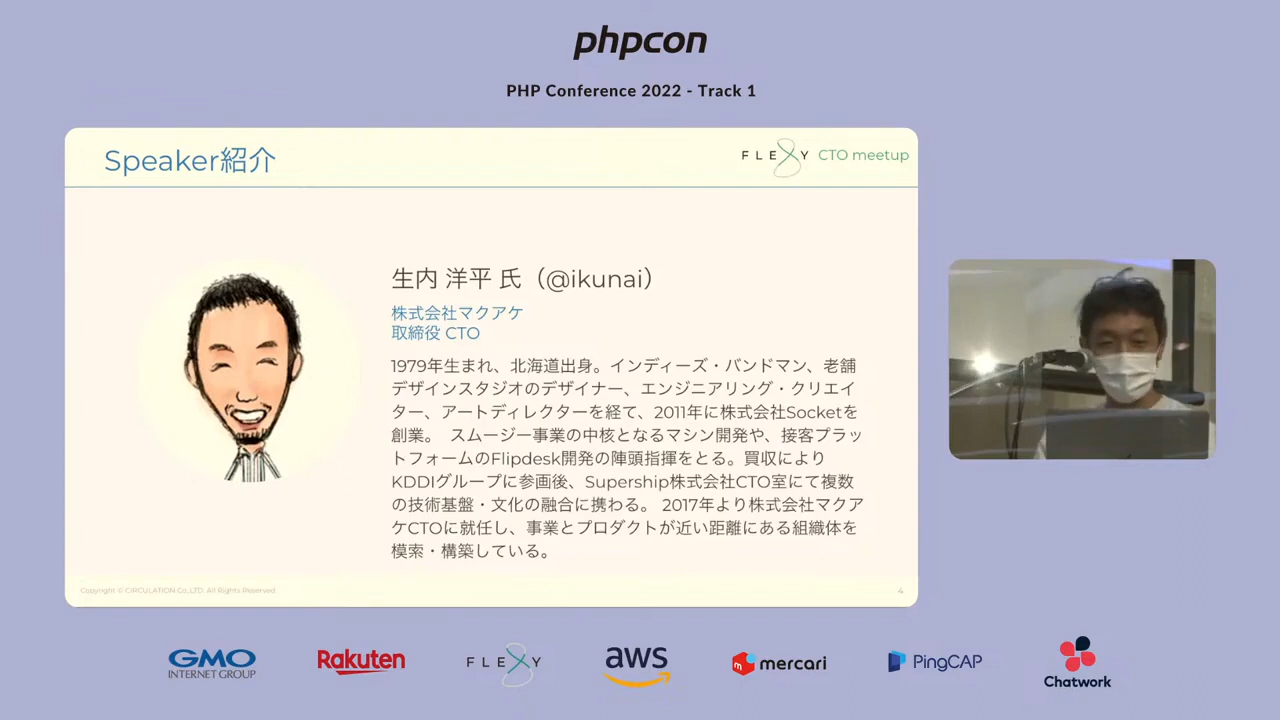 phpcon
PHP Conference 2022 - Track 1
Speaker紹介
FLEXY CTO meetup
生内 洋平 氏（@ikunai）
株式会社マクアケ
取締役 CTO
1979年生まれ、北海道出身。インディーズ・バンドマン、老舗
デザインスタジオのデザイナー、エンジニアリング・クリエイ
ター、アートディレクターを経て、2011年に株式会社Socketを
創業。 スムージー事業の中核となるマシン開発や、接客プラッ
トフォームのFlipdesk開発の陣頭指揮をとる。買収により
KDDIグループに参画後、Supership株式会社CTO室にて複数
の技術基盤・文化の融合に携わる。 2017年より株式会社マクア
ケCTOに就任し、事業とプロダクトが近い距離にある組織体を
模索・構築している。
Copyright © CIRCULATION Co.,LTD. All Rights Reserved.
4
GMO
INTERNET GROUP
Rakuten
FLEXY
aws
mercari
PingCAP
Chatwork